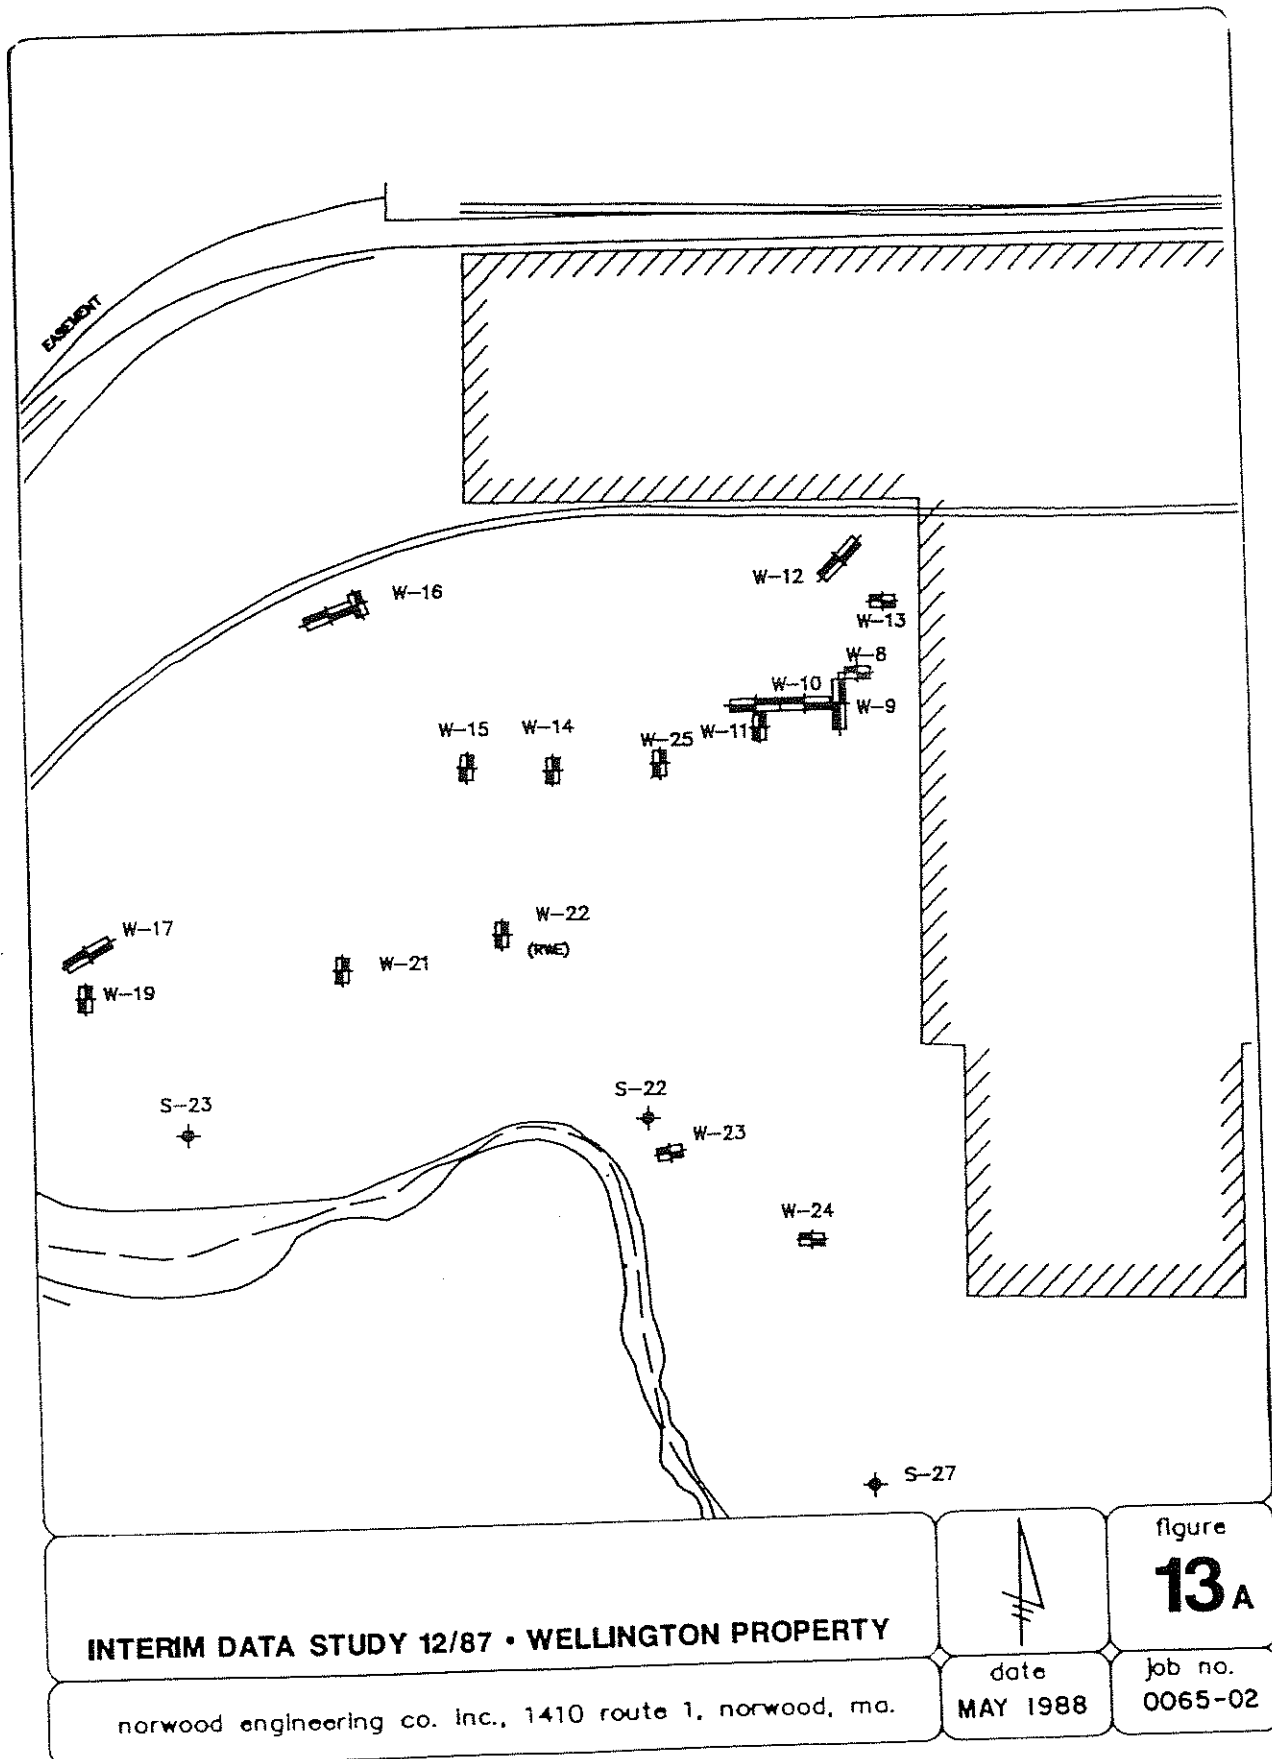 EASEMENT
W-12
W-16
W-13
W-8
W-10
W-9
W-15
W-14
W-25
W-11
W-17
W-22
(RWE)
W-21
W-19
S-23
S-22
W-23
W-24
S-27
figure
13 A
INTERIM DATA STUDY 12/87 • WELLINGTON PROPERTY
date
MAY 1988
job no.
0065-02
norwood engineering co. inc., 1410 route 1, norwood, ma.